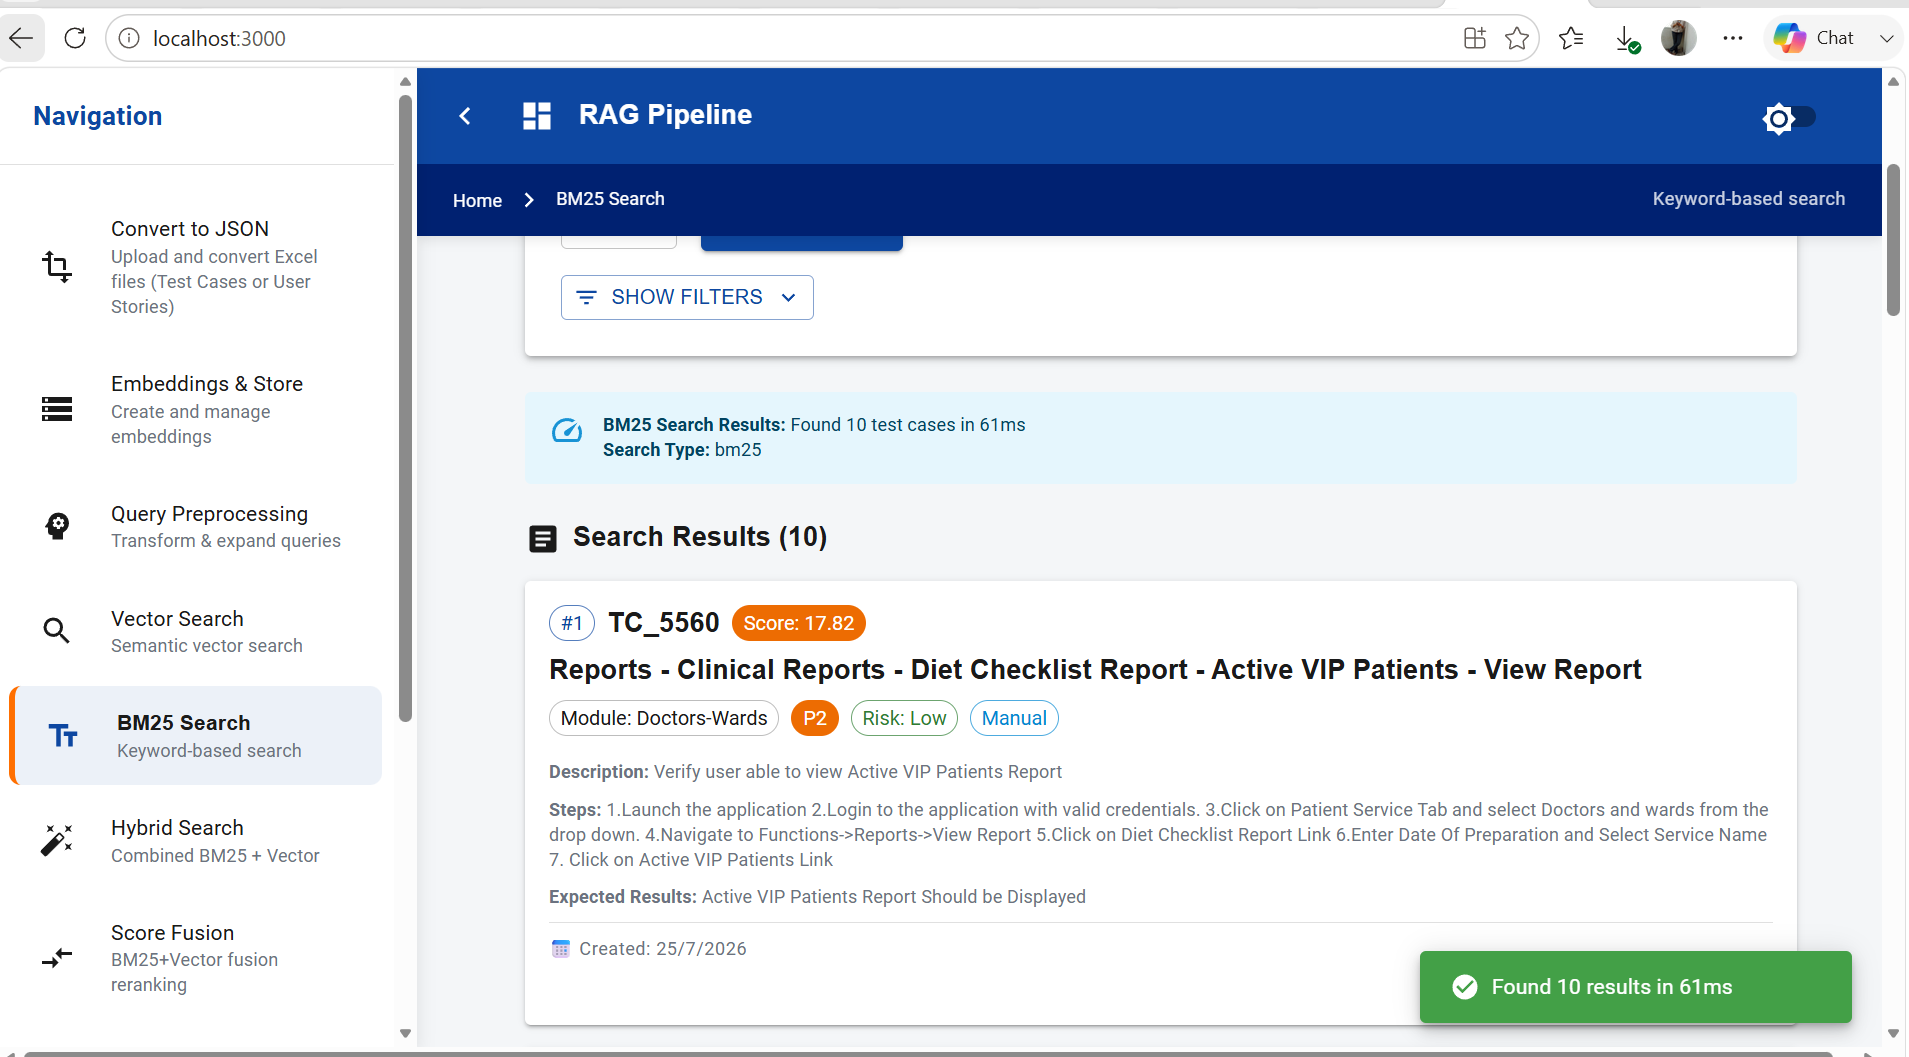 localhost:3000
Chat
Navigation
Convert to JSON
Upload and convert Excel
files (Test Cases or User
Stories)
Embeddings & Store
Create and manage
embeddings
Query Preprocessing
Transform & expand queries
Vector Search
Semantic vector search
BM25 Search
Keyword-based search
Hybrid Search
Combined BM25 + Vector
Score Fusion
BM25+Vector fusion
reranking
RAG Pipeline
Home
BM25 Search
Keyword-based search
SHOW FILTERS
BM25 Search Results: Found 10 test cases in 61ms
Search Type: bm25
Search Results (10)
#1 TC_5560 Score: 17.82
Reports - Clinical Reports - Diet Checklist Report - Active VIP Patients - View Report
Module: Doctors-Wards P2 Risk: Low Manual
Description: Verify user able to view Active VIP Patients Report
Steps: 1.Launch the application 2.Login to the application with valid credentials. 3.Click on Patient Service Tab and select Doctors and wards from the
drop down. 4.Navigate to Functions->Reports->View Report 5.Click on Diet Checklist Report Link 6.Enter Date Of Preparation and Select Service Name
7. Click on Active VIP Patients Link
Expected Results: Active VIP Patients Report Should be Displayed
Created: 25/7/2026
Found 10 results in 61ms